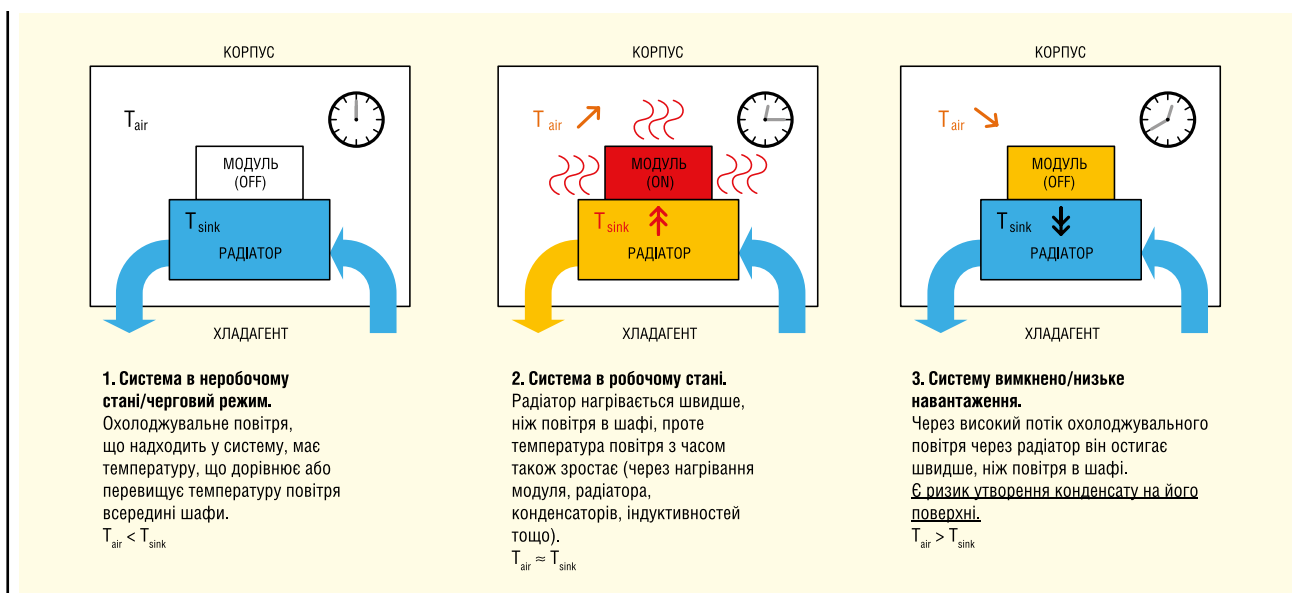 КОРПУС
T air
МОДУЛЬ
(OFF)
T sink
РАДІАТОР
ХЛАДАГЕНТ
1. Система в неробочому
стані/черговий режим.
Охолоджувальне повітря,
що надходить у систему, має
температуру, що дорівнює або
перевищує температуру повітря
всередині шафи.
T air < T sink
КОРПУС
T air
МОДУЛЬ
(ON)
T sink
РАДІАТОР
ХЛАДАГЕНТ
2. Система в робочому стані.
Радіатор нагрівається швидше,
ніж повітря в шафі, проте
температура повітря з часом
також зростає (через нагрівання
модуля, радіатора,
конденсаторів, індуктивностей
тощо).
T air ≈ T sink
КОРПУС
T air
МОДУЛЬ
(OFF)
T sink
РАДІАТОР
ХЛАДАГЕНТ
3. Систему вимкнено/низьке
навантаження.
Через високий потік охолоджувального
повітря через радіатор він остигає
швидше, ніж повітря в шафі.
Є ризик утворення конденсату на його
поверхні.
T air > T sink